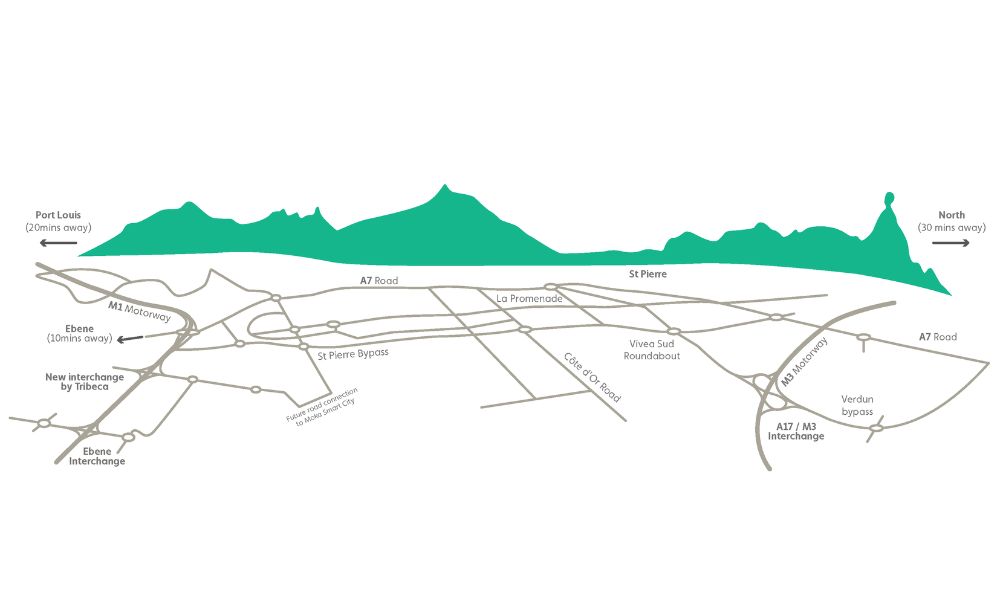 Port Louis
(20mins away)
North
(30 mins away)
St Pierre
A7 Road
La Promenade
M1 Motorway
Ebene
(10mins away)
A7 Road
St Pierre Bypass
Vivea Sud
Roundabout
M3 Motorway
Côte d'Or Road
New interchange
by Tribeca
Future road connection
to Moka Smart City
Verdun
bypass
A17 / M3
Interchange
Ebene
Interchange